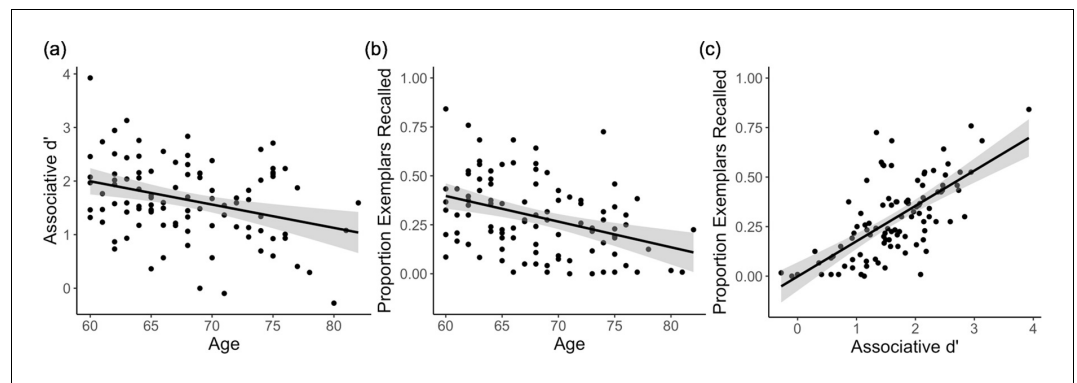 (a)
Associative d'
4
3
2
1
0
60 65 70 75 80
Age
(b)
Proportion Exemplars Recalled
1.00
0.75
0.50
0.25
0.00
60 65 70 75 80
Age
(c)
Proportion Exemplars Recalled
1.00
0.75
0.50
0.25
0.00
0 1 2 3 4
Associative d'